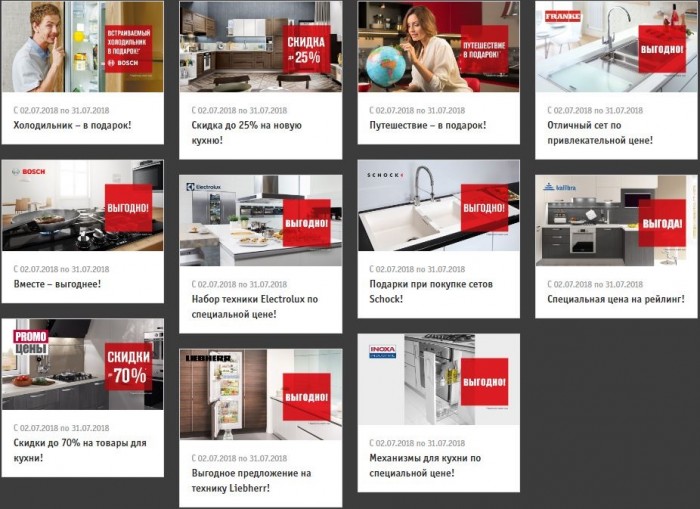 ВСТРАИВАЕМЫЙ
ХОЛОДИЛЬНИК
В ПОДАРОК!
BOSCH
С 02.07.2018 по 31.07.2018
Холодильник – в подарок!
СКИДКА
ДО 25%
С 02.07.2018 по 31.07.2018
Скидка до 25% на новую
кухню!
ПУТЕШЕСТВИЕ
В ПОДАРОК!
С 02.07.2018 по 31.07.2018
Путешествие – в подарок!
FRANKE
ВЫГОДНО!
С 02.07.2018 по 31.07.2018
Отличный сет по
привлекательной цене!
BOSCH
ВЫГОДНО!
С 02.07.2018 по 31.07.2018
Вместе – выгоднее!
Electrolux
ВЫГОДНО!
С 02.07.2018 по 31.07.2018
Набор техники Electrolux по
специальной цене!
SCHOCK
ВЫГОДНО!
С 02.07.2018 по 31.07.2018
Подарки при покупке сетов
Schock!
kalibra
ВЫГОДА!
С 02.07.2018 по 31.07.2018
Специальная цена на рейлинг!
PROMO
цены
СКИДКИ
ДО 70%
С 02.07.2018 по 31.07.2018
Скидки до 70% на товары для
кухни!
LIEBHERR
ВЫГОДНО!
С 02.07.2018 по 31.07.2018
Выгодное предложение на
технику Liebherr!
INOXA
ВЫГОДНО!
С 02.07.2018 по 31.07.2018
Механизмы для кухни по
специальной цене!